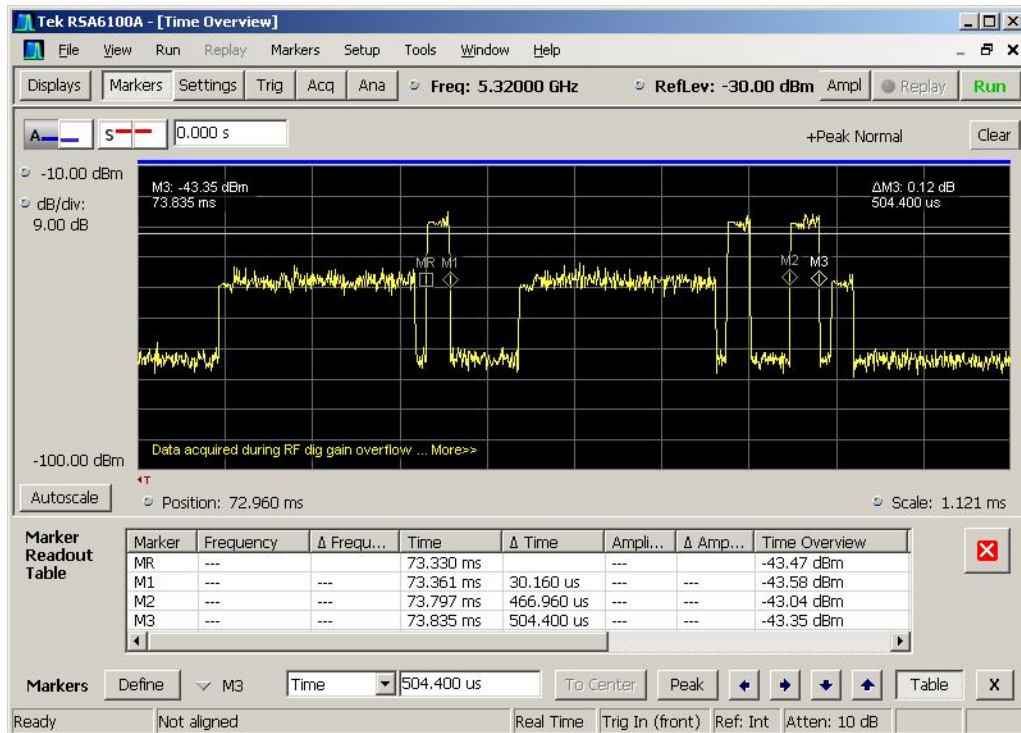 Tek RSA6100A - [Time Overview]
File View Run Replay Markers Setup Tools Window Help
Displays Markers Settings Trig Acq Ana Freq: 5.32000 GHz RefLev: -30.00 dBm Ampl Replay Run
A S 0.000 s +Peak Normal Clear
-10.00 dBm
dB/div:
9.00 dB
M3: -43.35 dBm
73.835 ms
ΔM3: 0.12 dB
504.400 us
MR M1 M2 M3
Data acquired during RF dig gain overflow ... More>>
-100.00 dBm
T
Autoscale Position: 72.960 ms Scale: 1.121 ms
Marker
Readout
Table
Marker Frequency Δ Frequ... Time Δ Time Ampli... Δ Amp... Time Overview
MR --- 73.330 ms --- -43.47 dBm
M1 --- --- 73.361 ms 30.160 us --- --- -43.58 dBm
M2 --- --- 73.797 ms 466.960 us --- --- -43.04 dBm
M3 --- --- 73.835 ms 504.400 us --- --- -43.35 dBm
Markers Define M3 Time 504.400 us To Center Peak Table X
Ready Not aligned Real Time Trig In (front) Ref: Int Atten: 10 dB